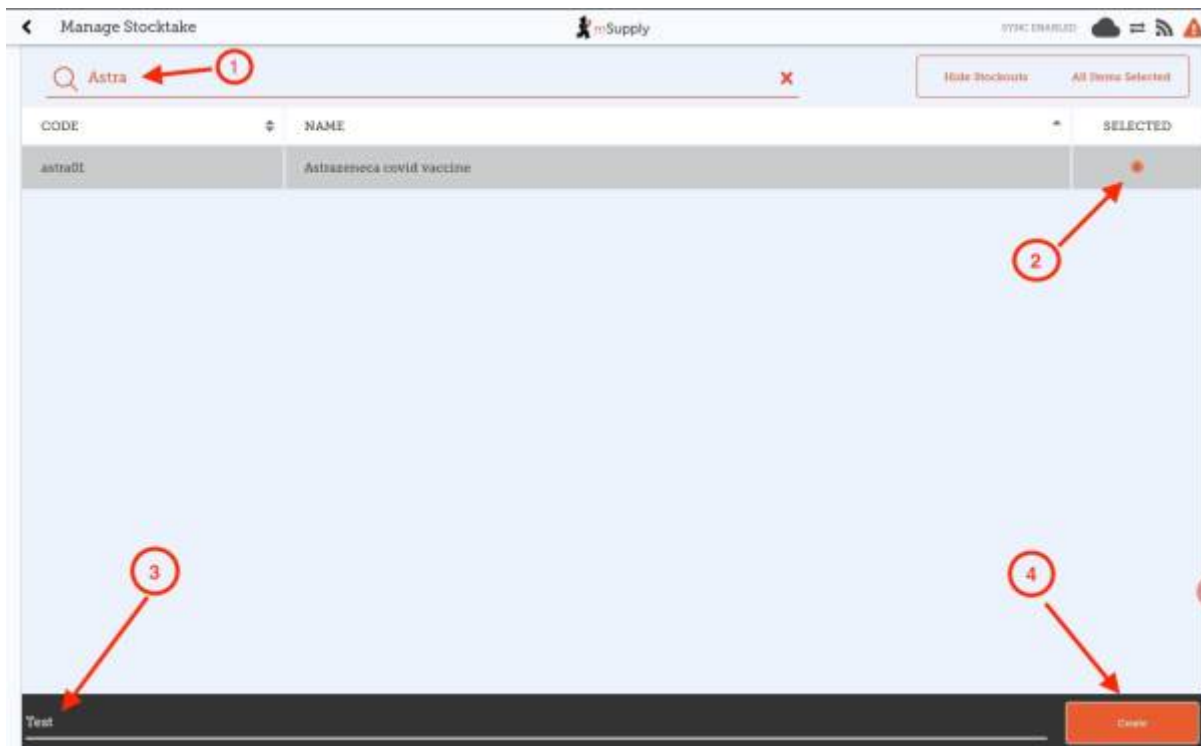 Manage Stocktake
mSupply
SYNC ENABLED
Astra
1
Hide Stockouts
All Items Selected
CODE
NAME
SELECTED
astra01
Astrazeneca covid vaccine
2
3
4
Test
Create